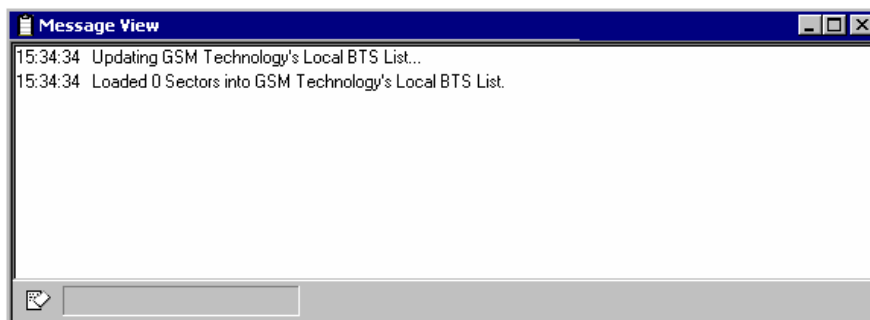 Message View
15:34:34 Updating GSM Technology's Local BTS List...
15:34:34 Loaded 0 Sectors into GSM Technology's Local BTS List.